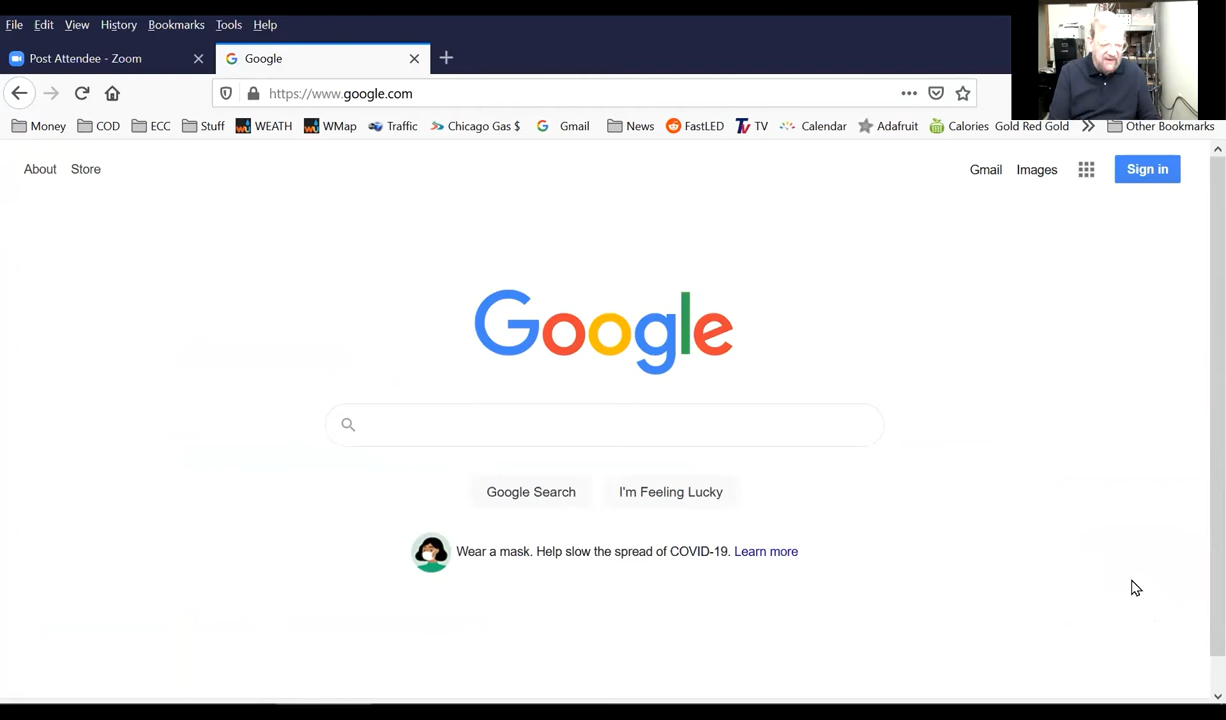 File Edit View History Bookmarks Tools Help
Post Attendee - Zoom Google
https://www.google.com
Money COD ECC Stuff WEATH WMap Traffic Chicago Gas $ Gmail News FastLED TV Calendar Adafruit Calories Gold Red Gold Other Bookmarks
About Store Gmail Images Sign in
Google
Google Search I'm Feeling Lucky
Wear a mask. Help slow the spread of COVID-19. Learn more